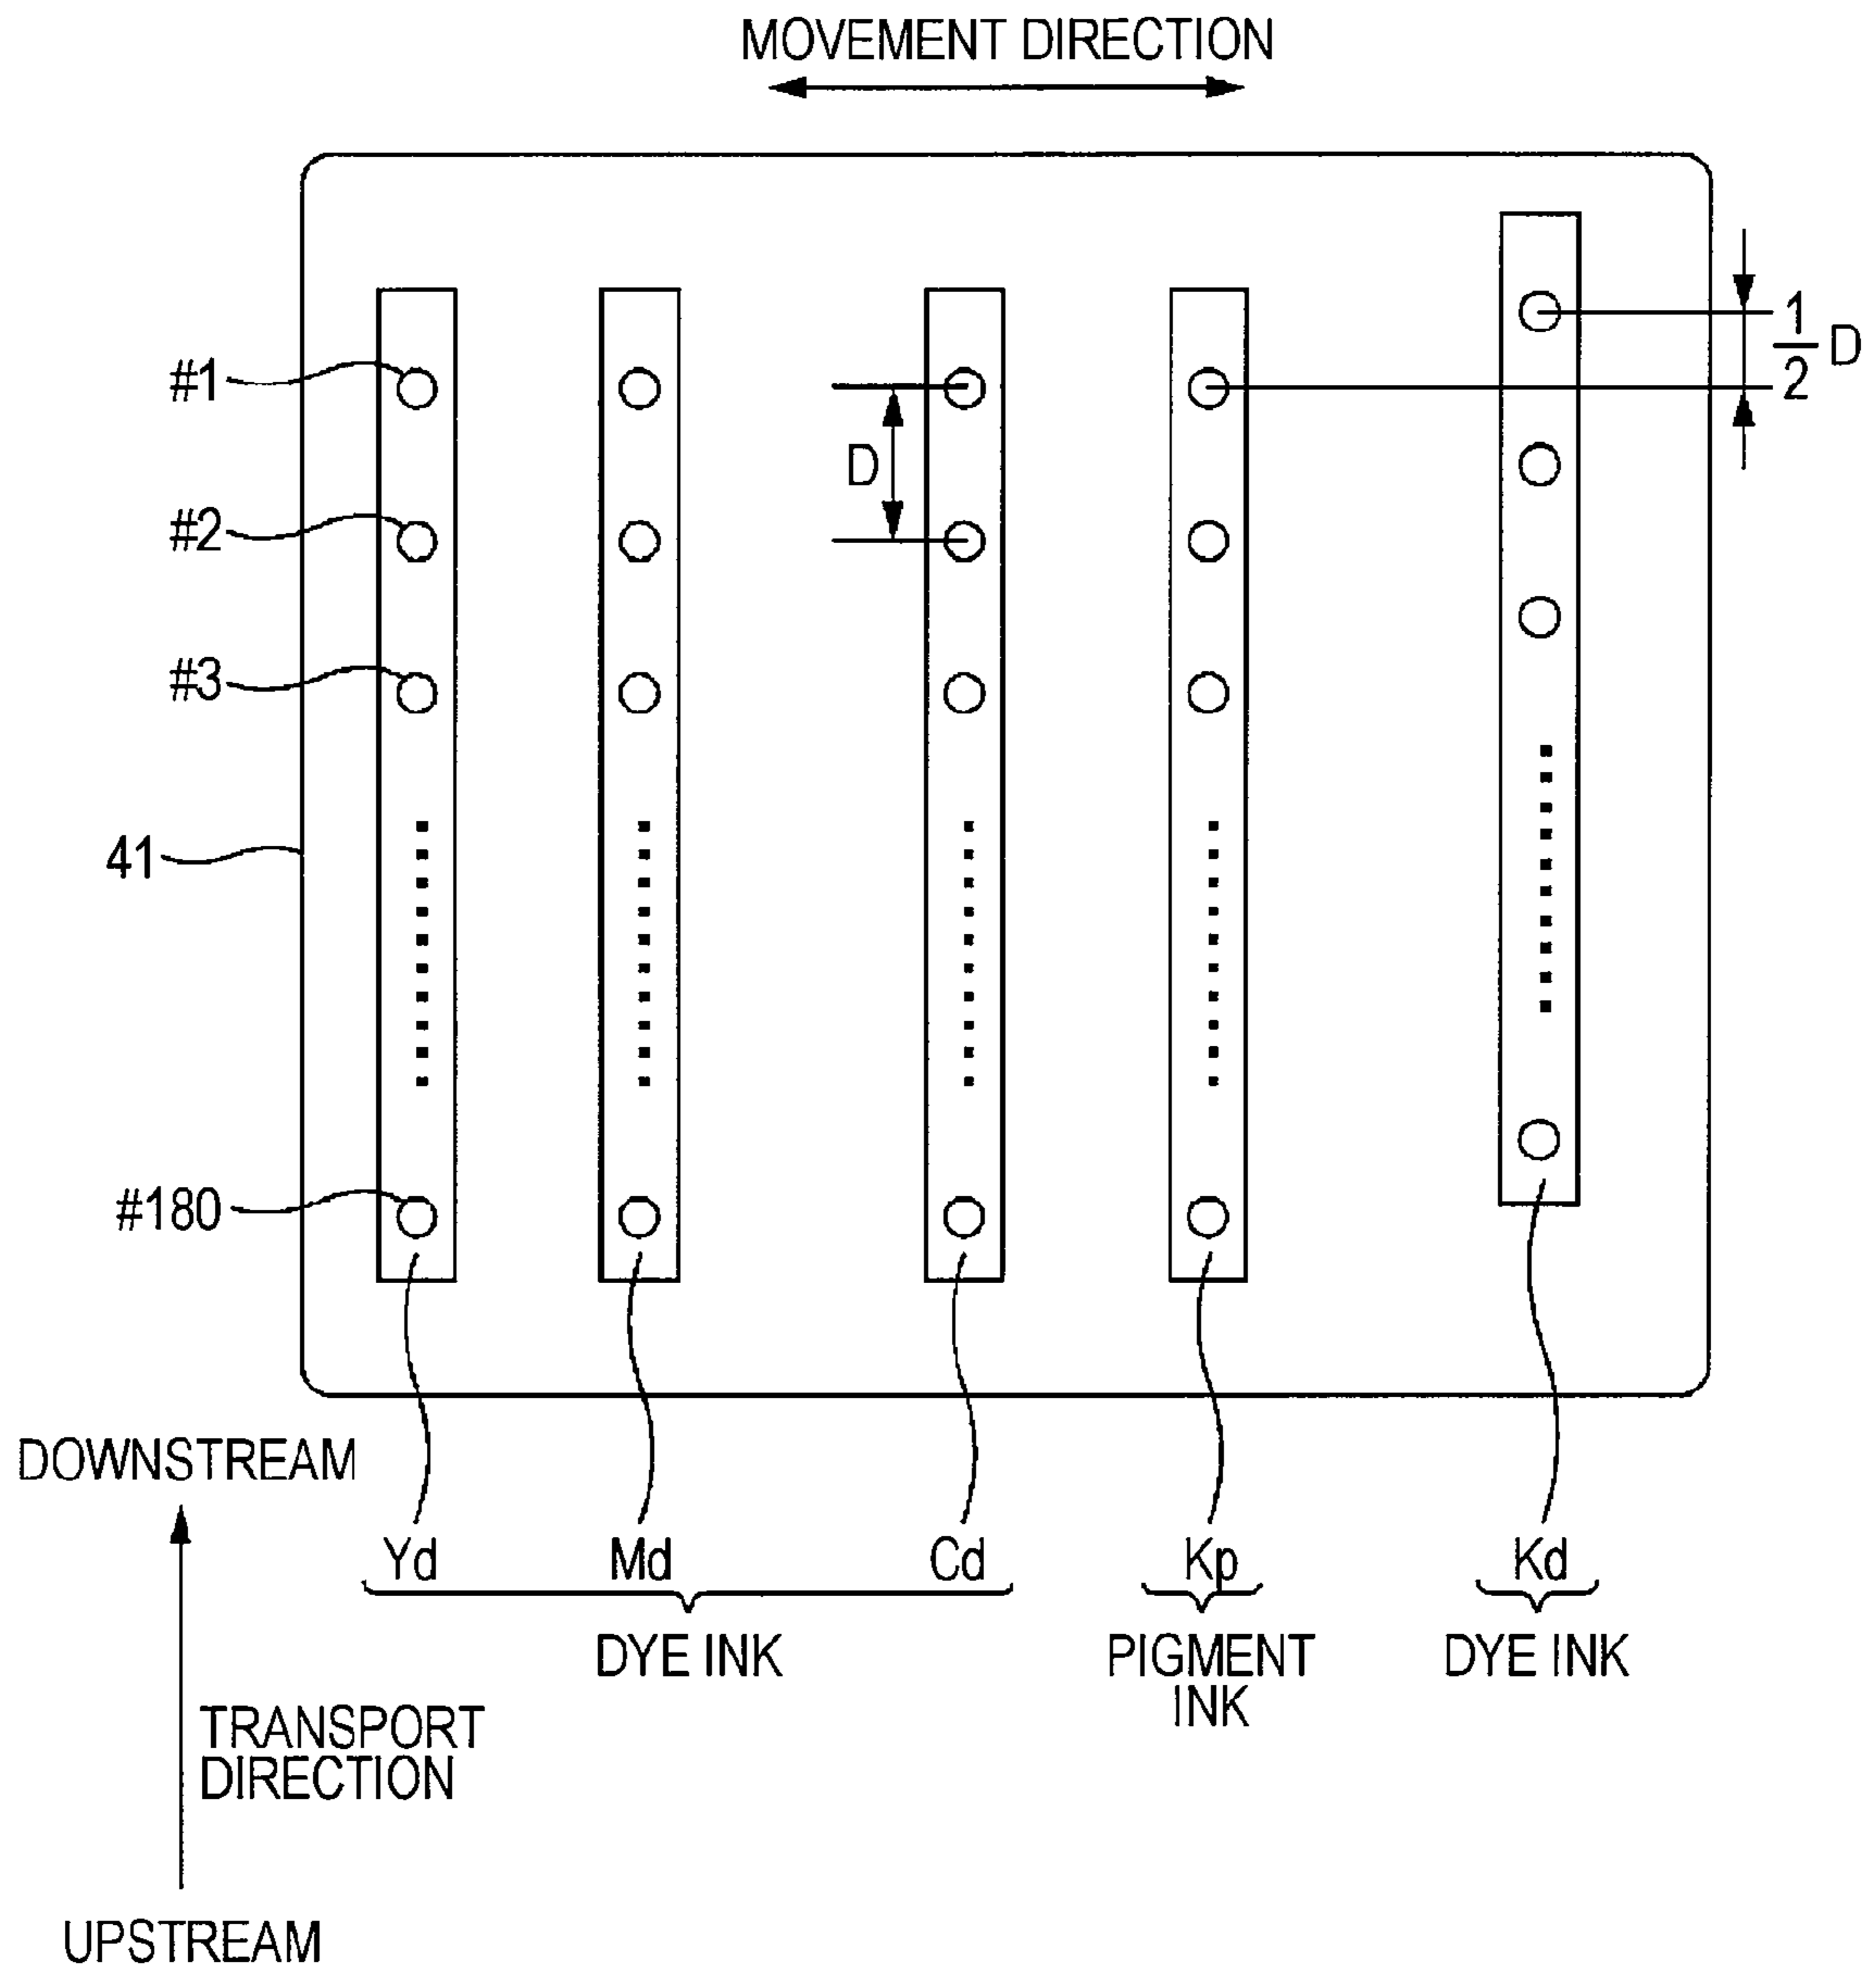 MOVEMENT DIRECTION
#1
1
2
D
#2
D
#3
41
#180
DOWNSTREAM
Yd
Md
Cd
Kp
Kd
DYE INK
PIGMENT
INK
DYE INK
TRANSPORT
DIRECTION
UPSTREAM